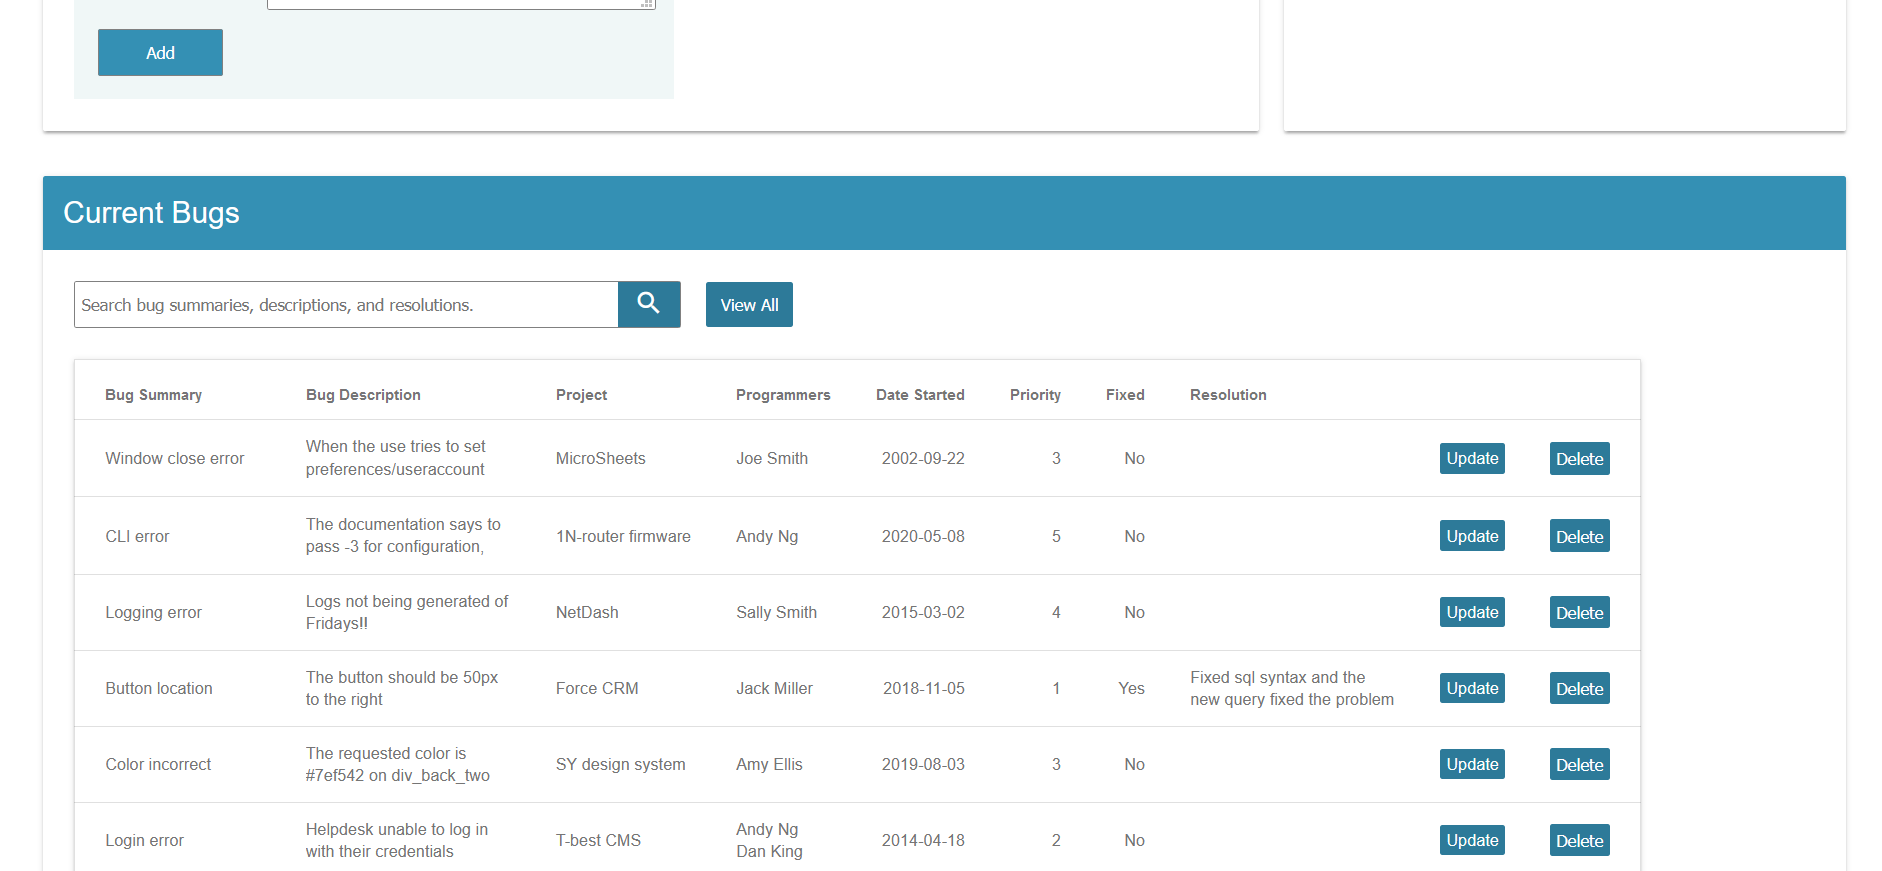 Add
Current Bugs
Search bug summaries, descriptions, and resolutions.
View All
Bug Summary Bug Description Project Programmers Date Started Priority Fixed Resolution
When the use tries to set
Window close error MicroSheets Joe Smith 2002-09-22 3 No Update Delete
preferences/useraccount
The documentation says to
CLI error 1N-router firmware Andy Ng 2020-05-08 5 No Update Delete
pass -3 for configuration,
Logs not being generated of
Logging error NetDash Sally Smith 2015-03-02 4 No Update Delete
Fridays!!
The button should be 50px Fixed sql syntax and the
Button location Force CRM Jack Miller 2018-11-05 1 Yes Update Delete
to the right new query fixed the problem
The requested color is
Color incorrect SY design system Amy Ellis 2019-08-03 3 No Update Delete
#7ef542 on div_back_two
Helpdesk unable to log in Andy Ng
Login error T-best CMS 2014-04-18 2 No Update Delete
with their credentials Dan King